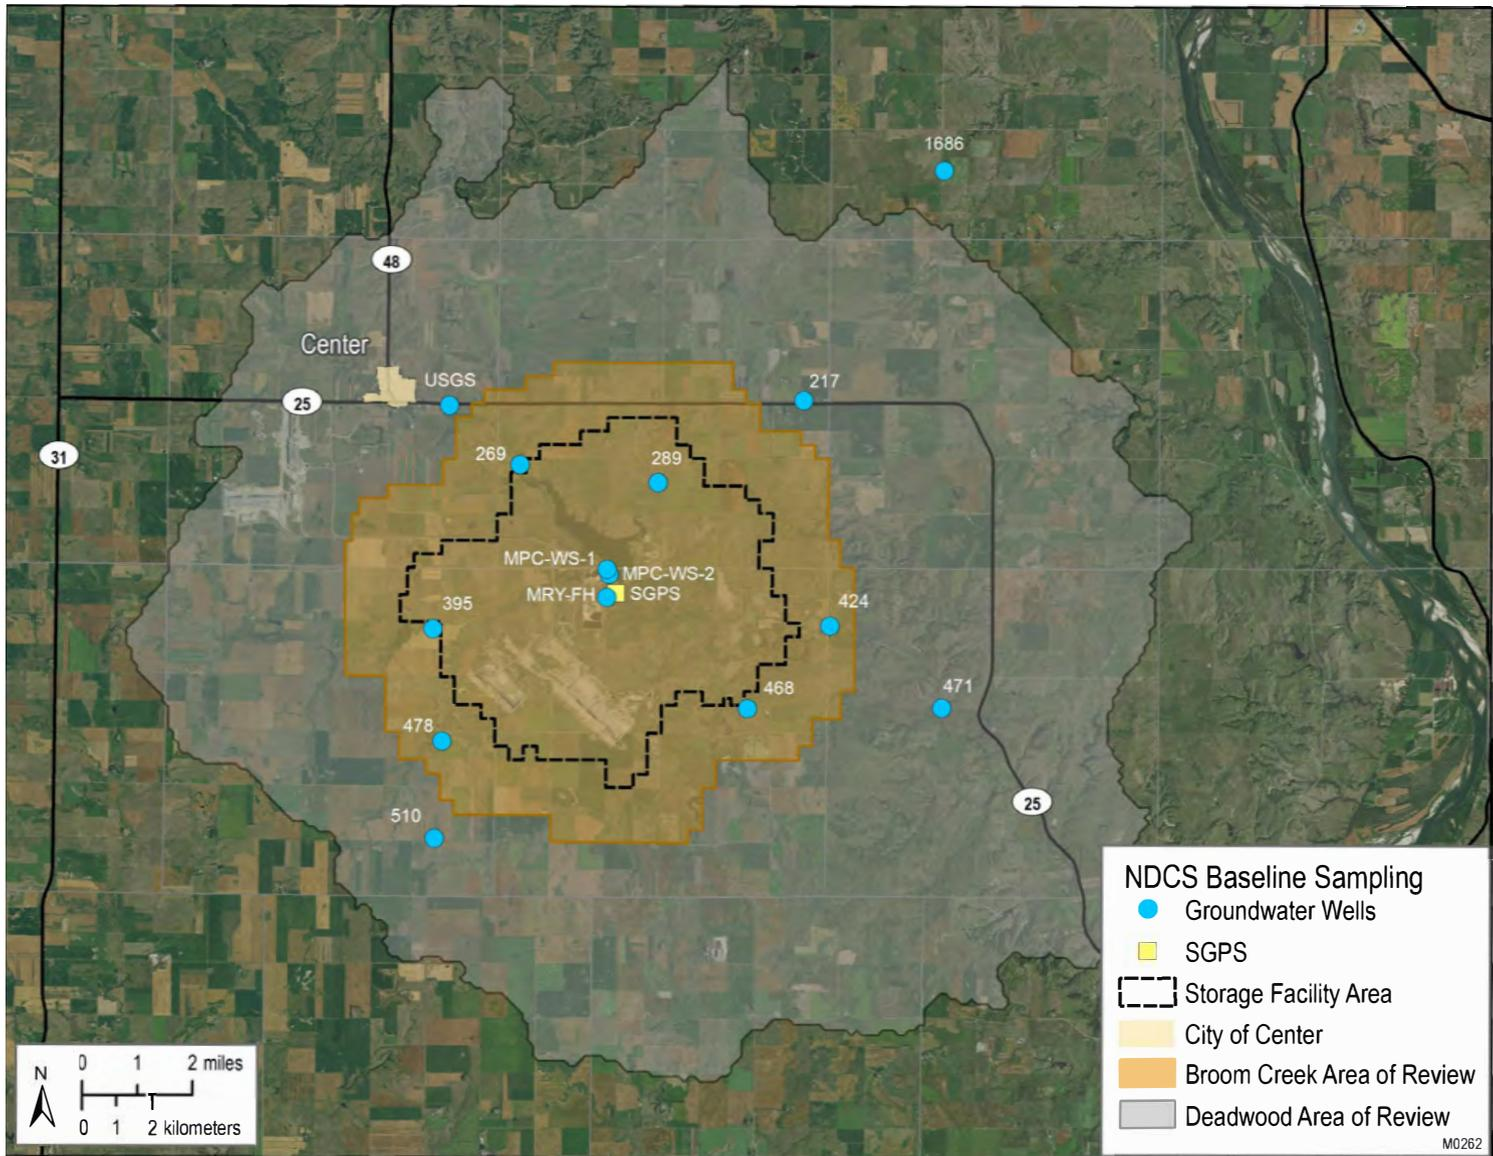 1686
48
Center
USGS
217
25
31
269
289
MPC-WS-1
MPC-WS-2
MRY-FH
SGPS
395
424
468
471
478
510
25
NDCS Baseline Sampling
Groundwater Wells
SGPS
Storage Facility Area
City of Center
Broom Creek Area of Review
Deadwood Area of Review
M0262
N
0 1 2 miles
0 1 2 kilometers